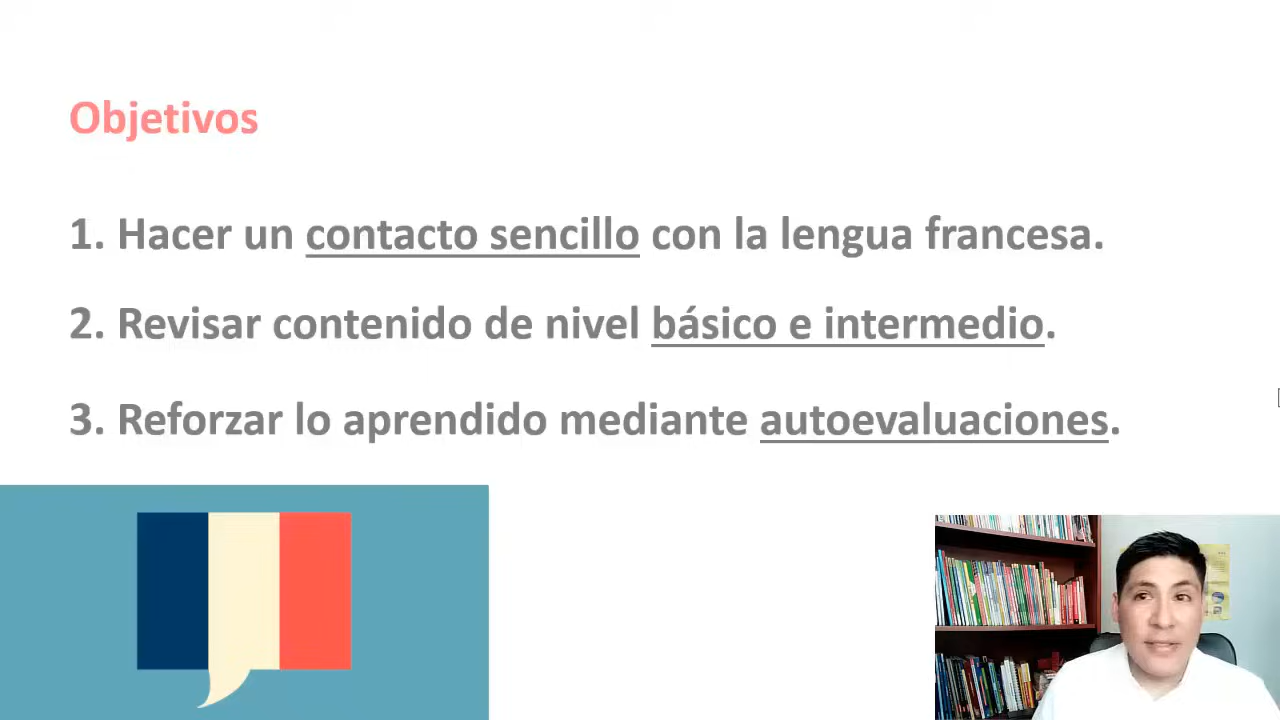 Objetivos
1. Hacer un contacto sencillo con la lengua francesa.
2. Revisar contenido de nivel básico e intermedio.
3. Reforzar lo aprendido mediante autoevaluaciones.